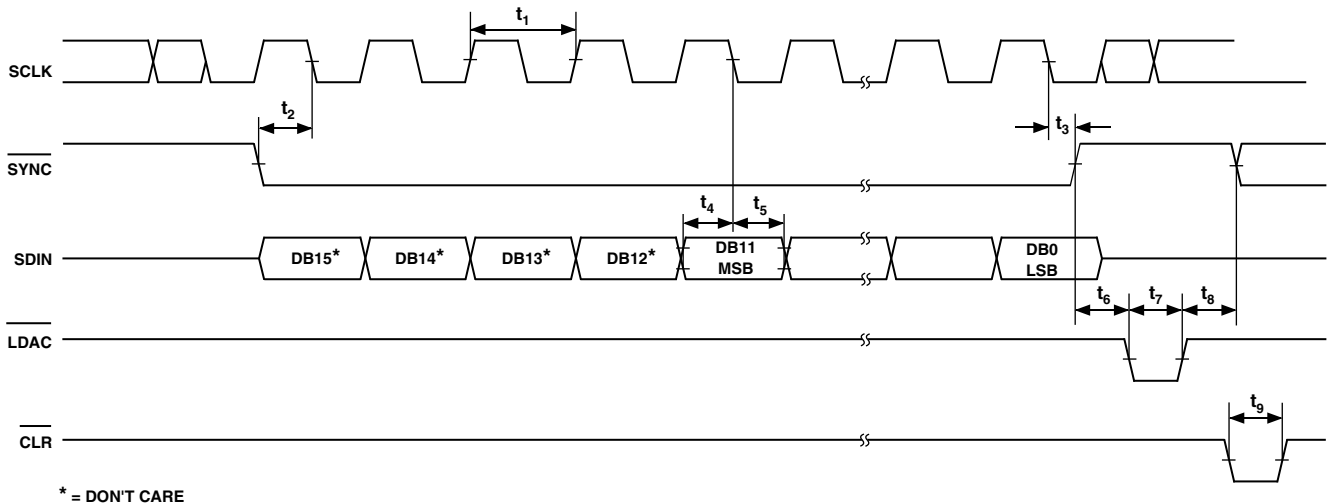 t₁
SCLK
t₂
t₃
SYNC
t₄ t₅
SDIN DB15* DB14* DB13* DB12* DB11 MSB DB0 LSB
t₆ t₇ t₈
LDAC
t₉
CLR
* = DON'T CARE